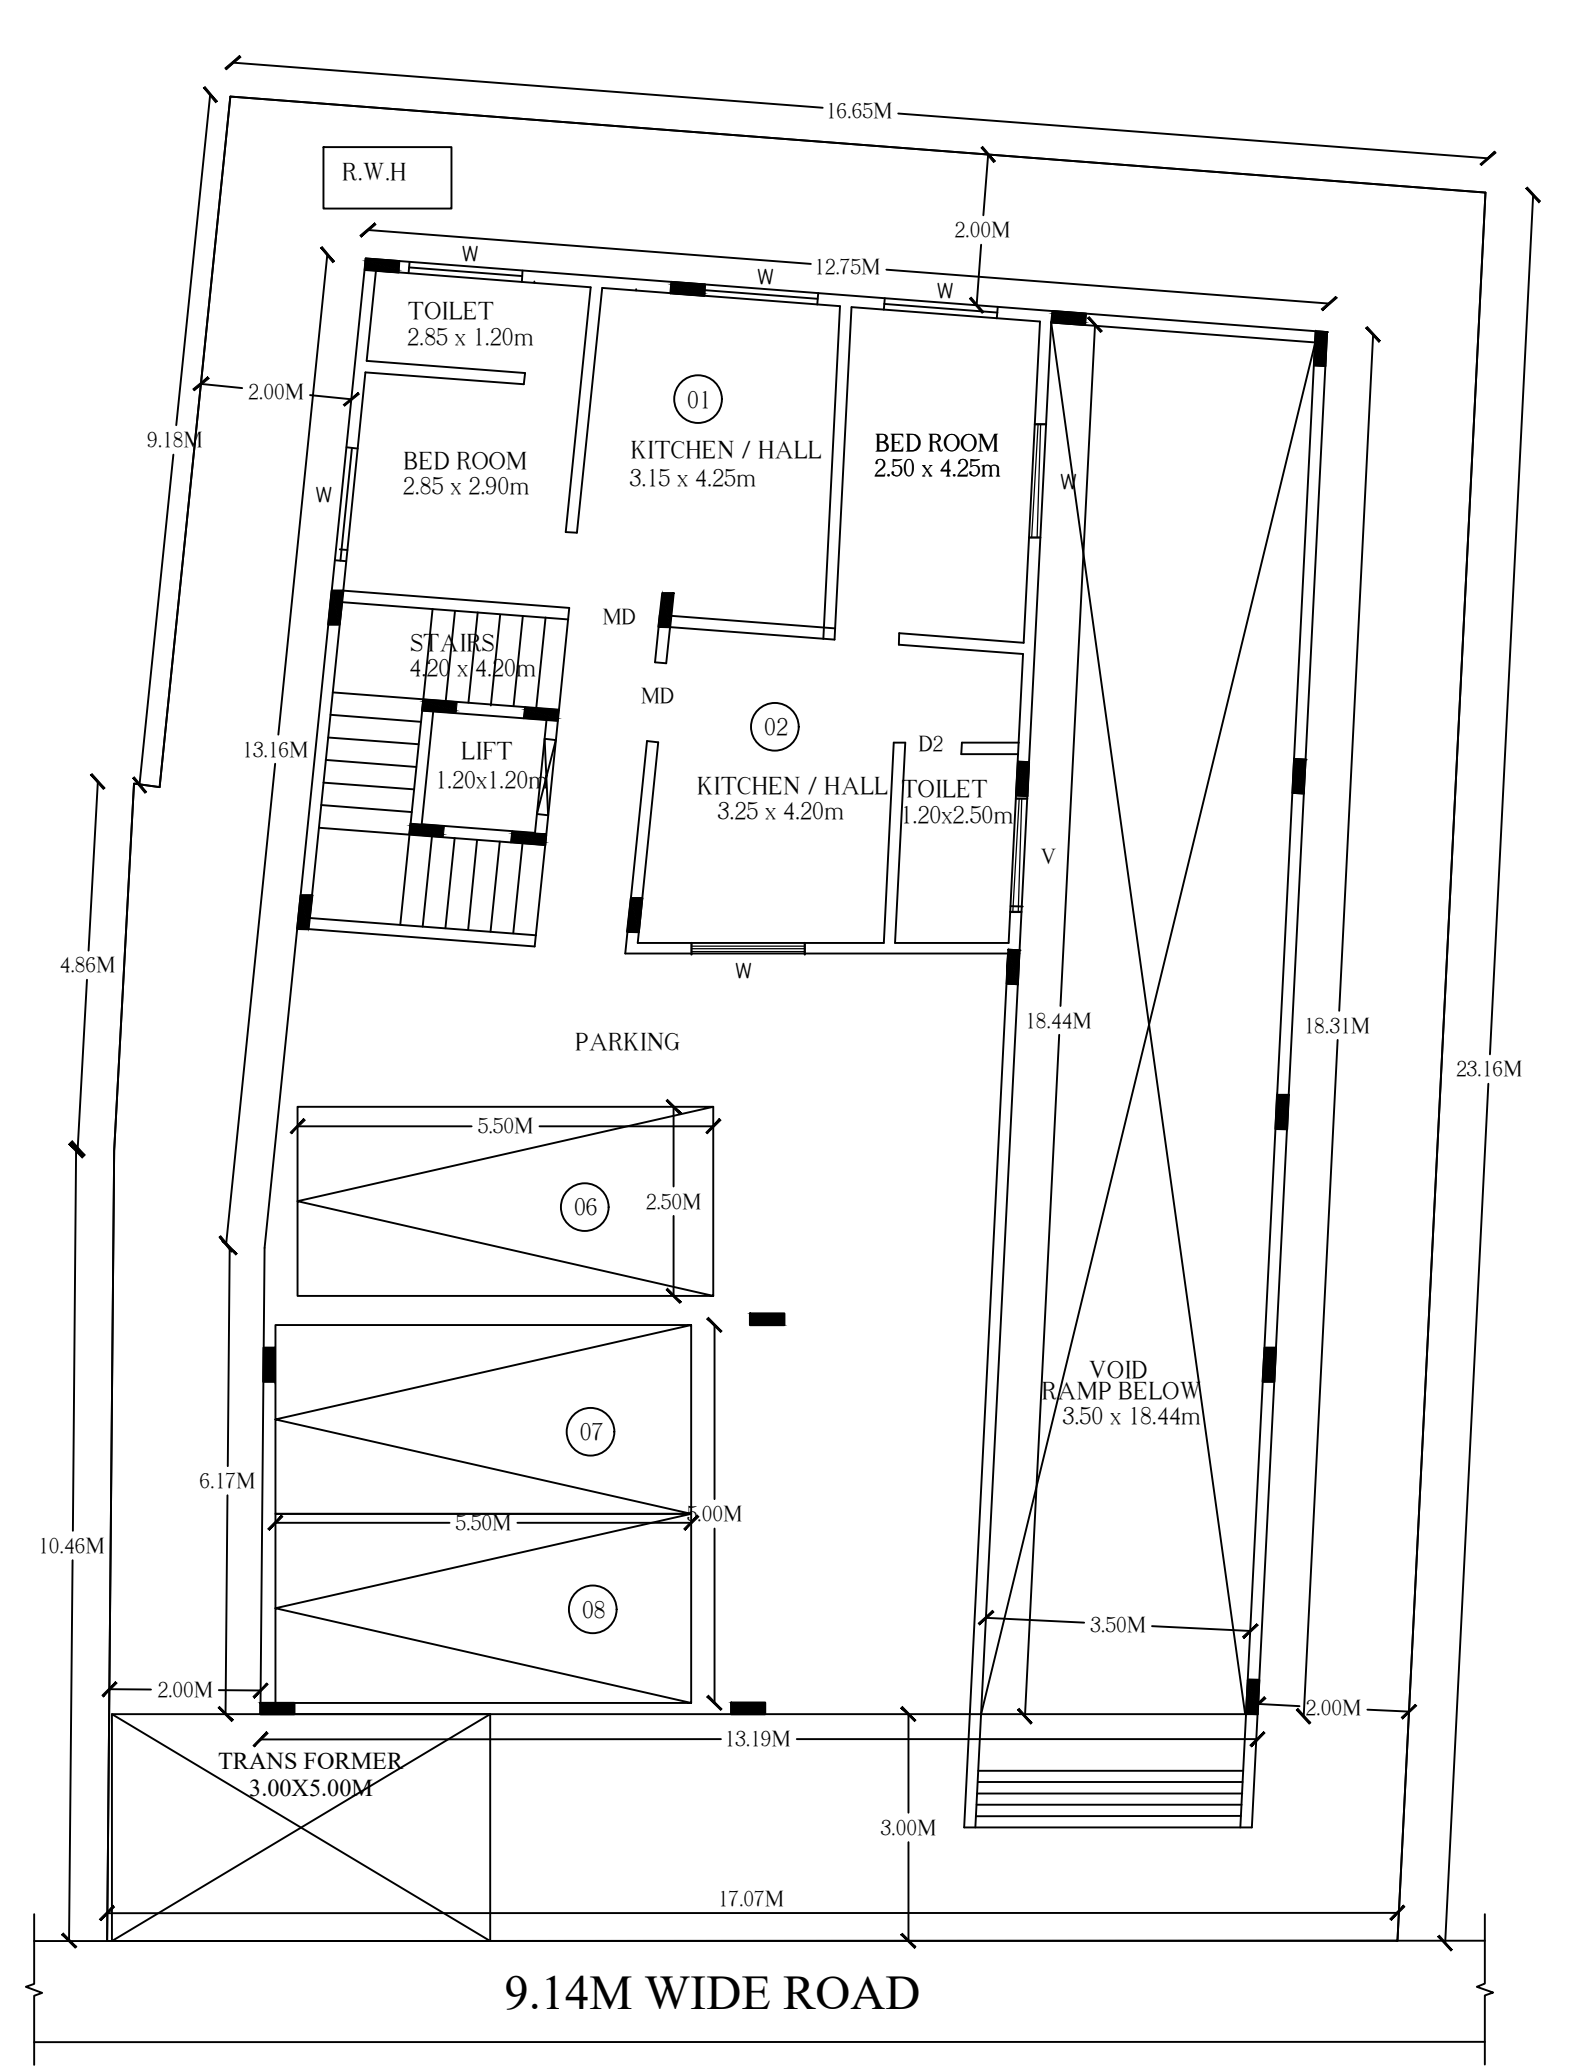 16.65M
R.W.H
2.00M
W
12.75M
W
W
TOILET
2.85 x 1.20m
2.00M
01
9.18M
KITCHEN / HALL
3.15 x 4.25m
BED ROOM
2.50 x 4.25m
BED ROOM
2.85 x 2.90m
W
W
MD
STAIRS
4.20 x 4.20m
MD
02
13.16M
LIFT
1.20x1.20m
D2
KITCHEN / HALL
3.25 x 4.20m
TOILET
1.20x2.50m
V
4.86M
W
18.44M
18.31M
PARKING
23.16M
5.50M
2.50M
06
VOID
RAMP BELOW
3.50 x 18.44m
07
6.17M
5.00M
5.50M
10.46M
08
3.50M
2.00M
2.00M
13.19M
TRANS FORMER
3.00X5.00M
3.00M
17.07M
9.14M WIDE ROAD